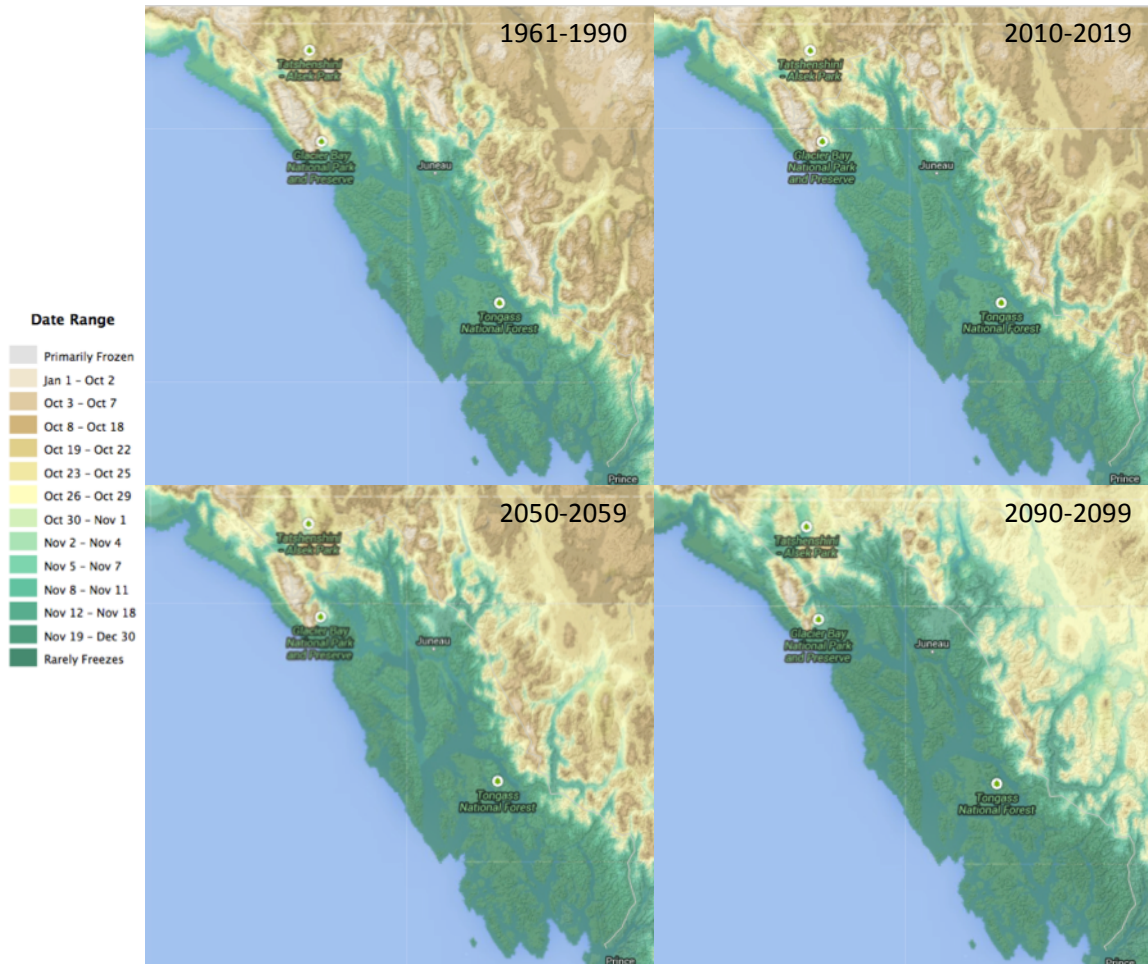 1961-1990
Tatshenshini
- Alsek Park
Glacier Bay
National Park
and Preserve
Juneau
Tongass
National Forest
Prince
2010-2019
Tatshenshini
- Alsek Park
Glacier Bay
National Park
and Preserve
Juneau
Tongass
National Forest
Prince
Date Range
Primarily Frozen
Jan 1 – Oct 2
Oct 3 – Oct 7
Oct 8 – Oct 18
Oct 19 – Oct 22
Oct 23 – Oct 25
Oct 26 – Oct 29
Oct 30 – Nov 1
Nov 2 – Nov 4
Nov 5 – Nov 7
Nov 8 – Nov 11
Nov 12 – Nov 18
Nov 19 – Dec 30
Rarely Freezes
2050-2059
Tatshenshini
- Alsek Park
Glacier Bay
National Park
and Preserve
Juneau
Tongass
National Forest
Prince
2090-2099
Tatshenshini
- Alsek Park
Glacier Bay
National Park
and Preserve
Juneau
Tongass
National Forest
Prince